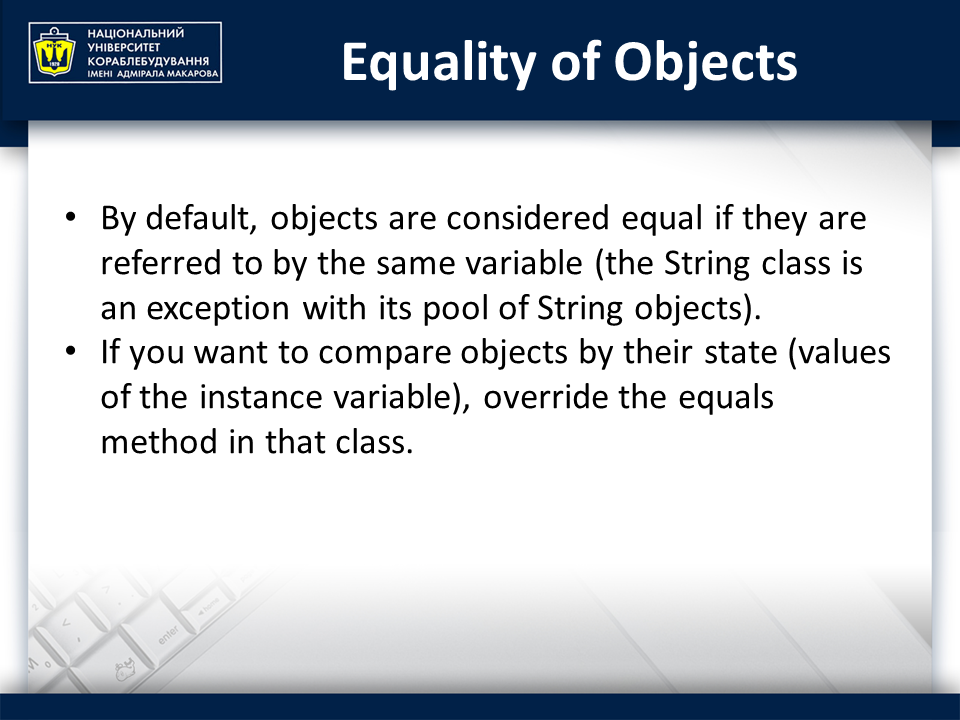 НАЦІОНАЛЬНИЙ
УНІВЕРСИТЕТ
КОРАБЛЕБУДУВАННЯ
ІМЕНІ АДМІРАЛА МАКАРОВА
НУК
1920
Equality of Objects
• By default, objects are considered equal if they are
referred to by the same variable (the String class is
an exception with its pool of String objects).
• If you want to compare objects by their state (values
of the instance variable), override the equals
method in that class.
enter